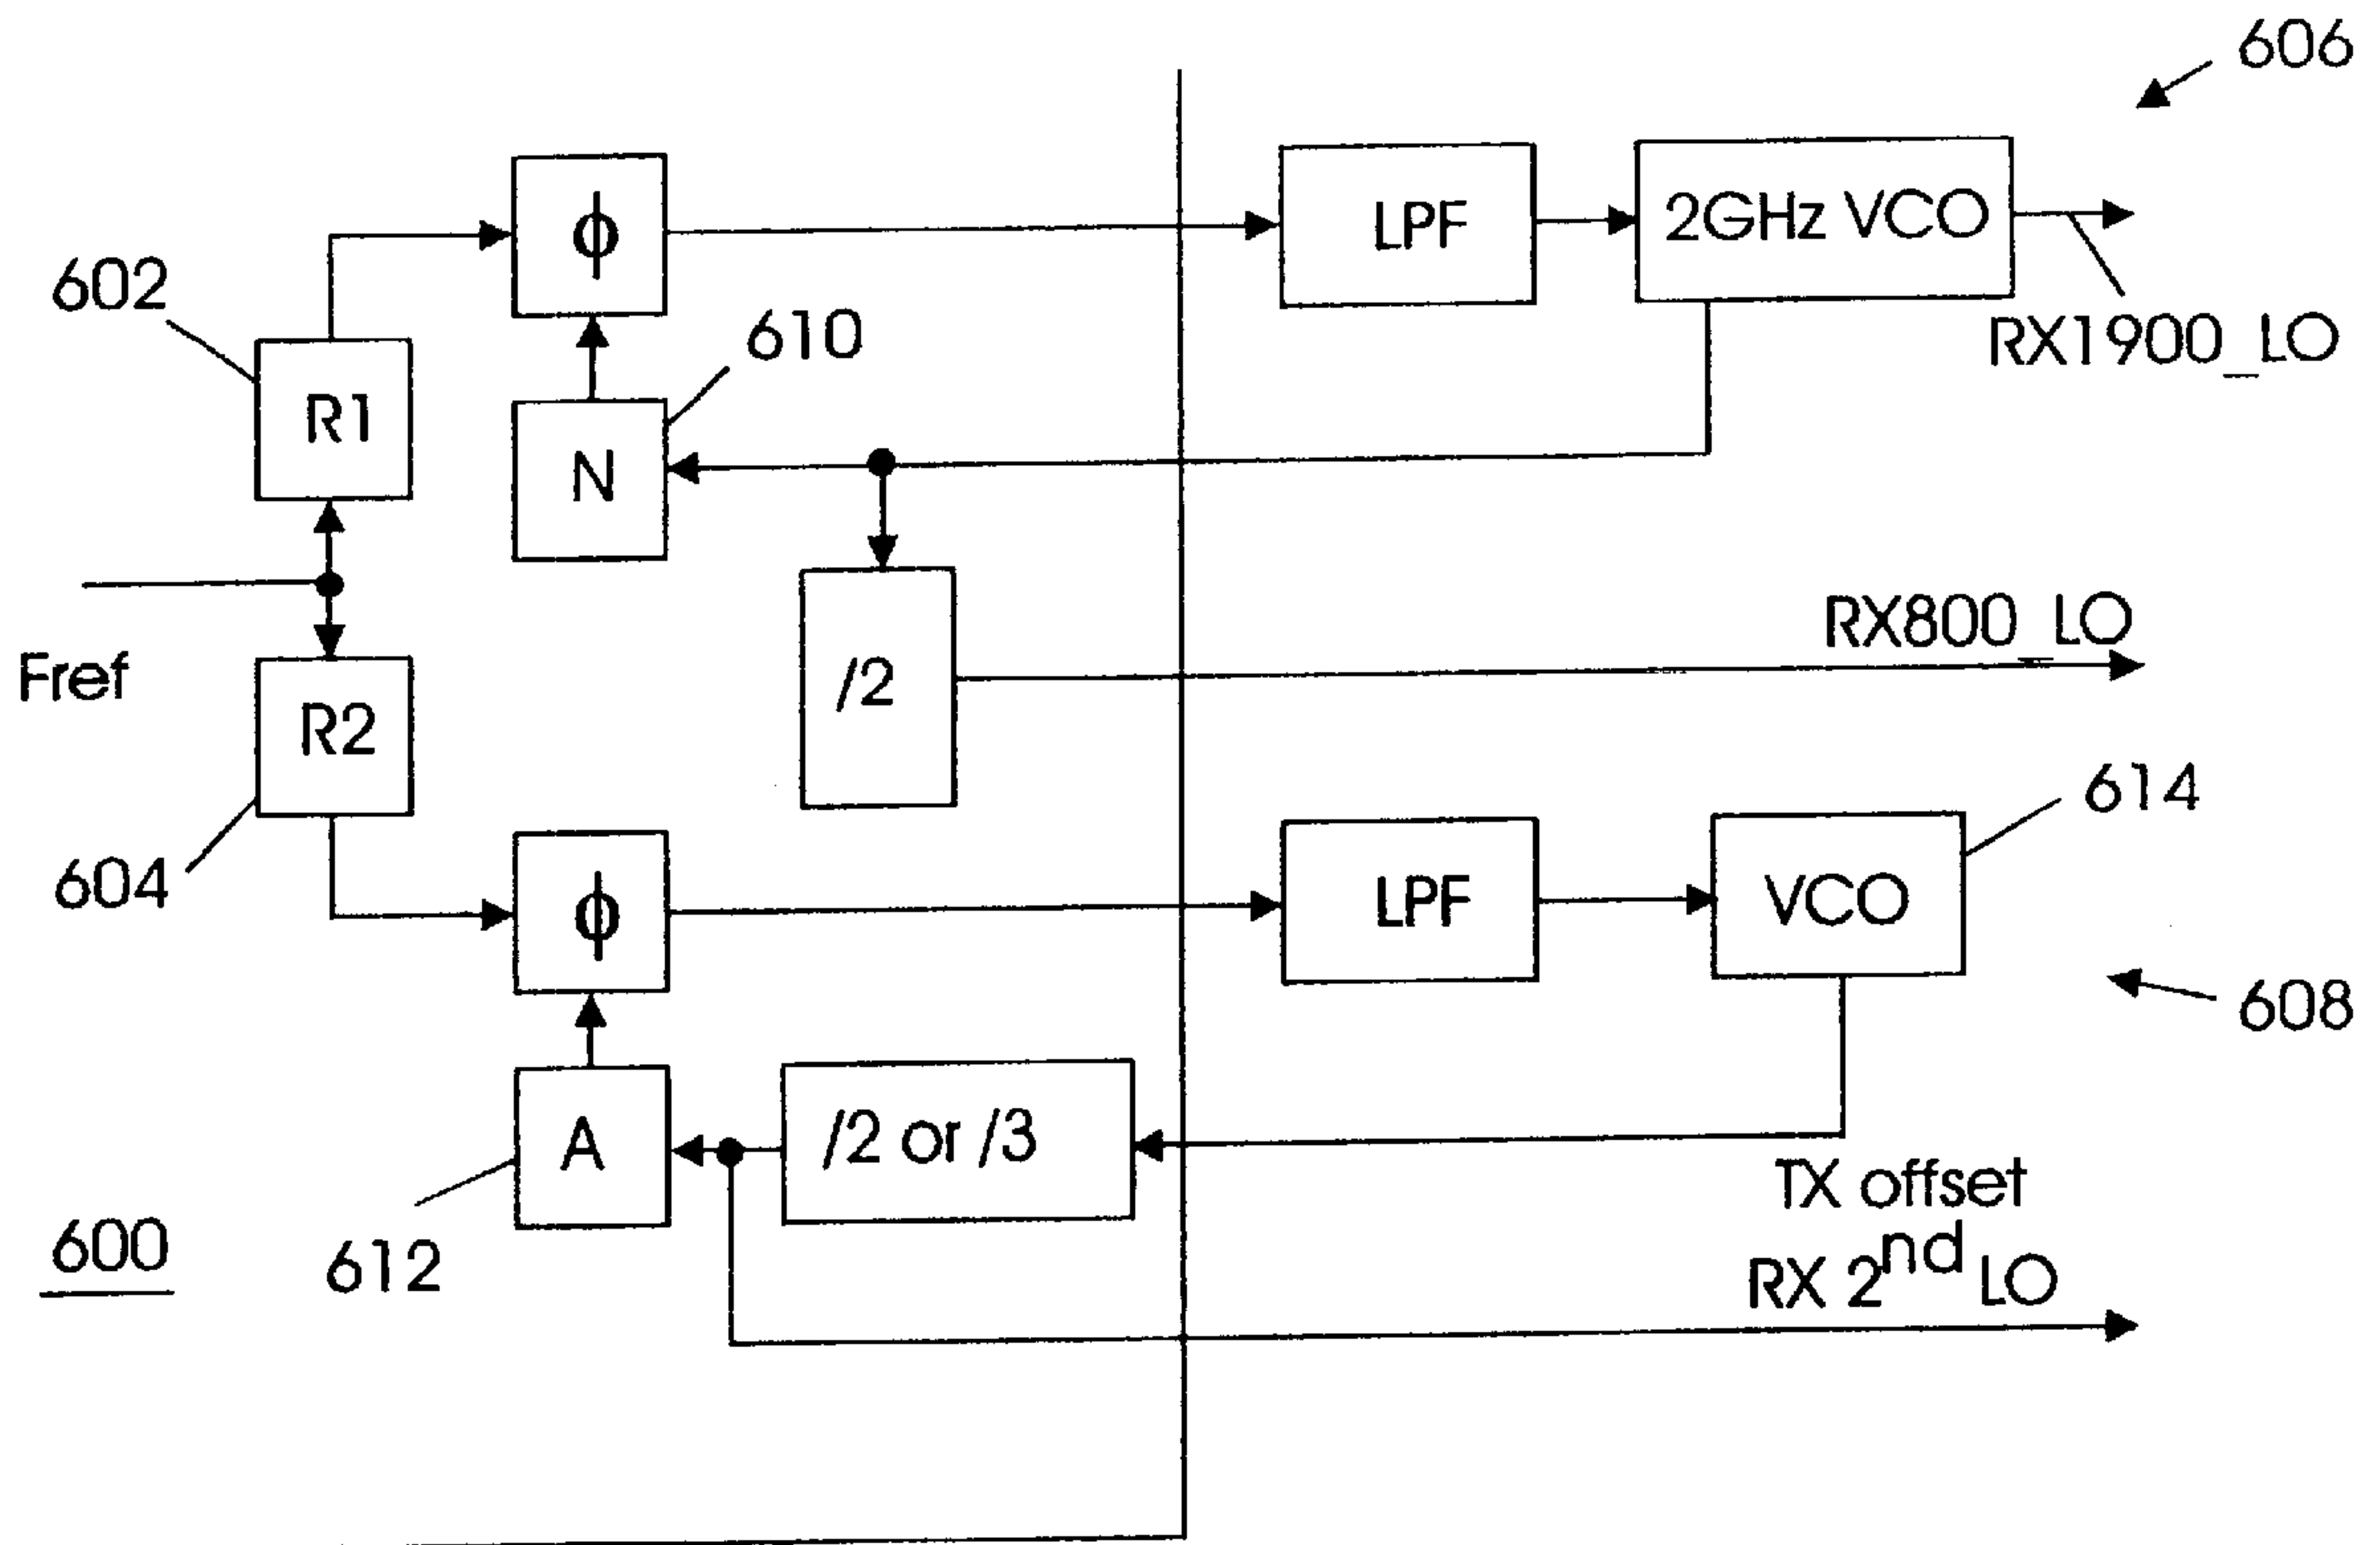 606
ϕ
LPF
2GHz VCO
602
610
RX1900_LO
R1
N
RX800_LO
Fref
/2
R2
614
604
ϕ
LPF
VCO
608
A
/2 or /3
TX offset
600
612
RX 2nd LO